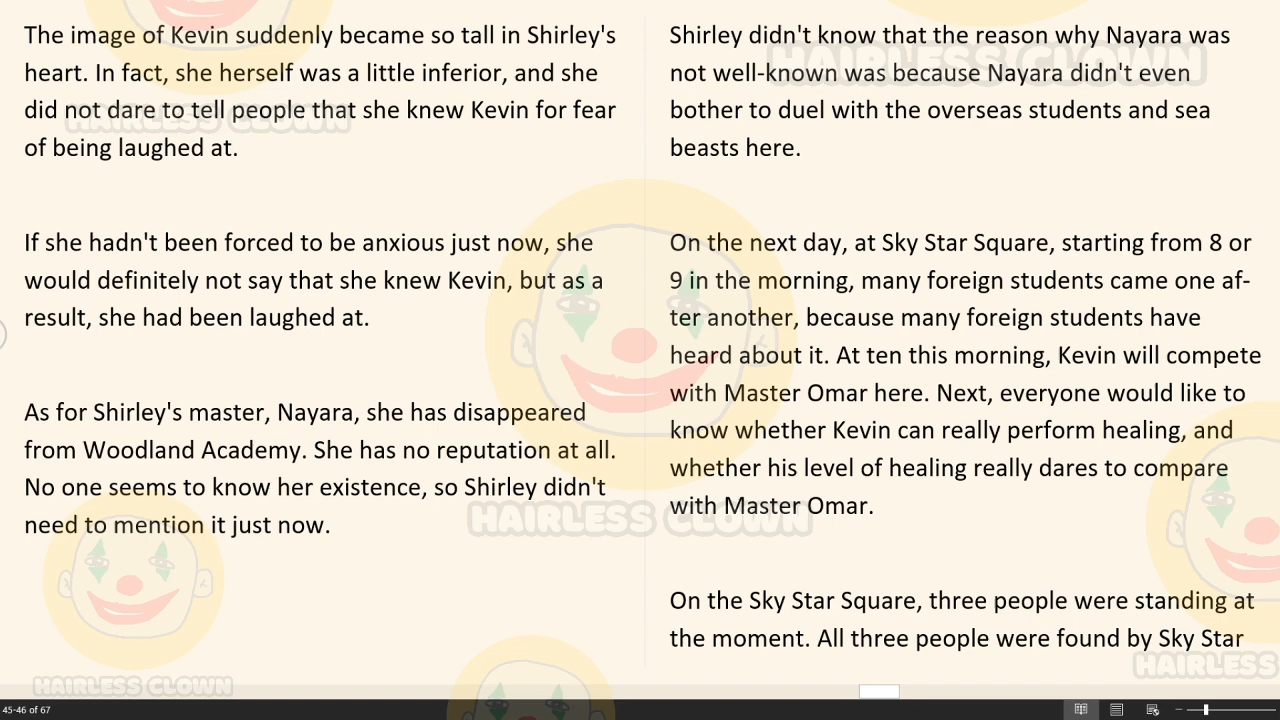 The image of Kevin suddenly became so tall in Shirley's
heart. In fact, she herself was a little inferior, and she
did not dare to tell people that she knew Kevin for fear
of being laughed at.
If she hadn't been forced to be anxious just now, she
would definitely not say that she knew Kevin, but as a
result, she had been laughed at.
As for Shirley's master, Nayara, she has disappeared
from Woodland Academy. She has no reputation at all.
No one seems to know her existence, so Shirley didn't
need to mention it just now.
Shirley didn't know that the reason why Nayara was
not well-known was because Nayara didn't even
bother to duel with the overseas students and sea
beasts here.
On the next day, at Sky Star Square, starting from 8 or
9 in the morning, many foreign students came one af-
ter another, because many foreign students have
heard about it. At ten this morning, Kevin will compete
with Master Omar here. Next, everyone would like to
know whether Kevin can really perform healing, and
whether his level of healing really dares to compare
with Master Omar.
On the Sky Star Square, three people were standing at
the moment. All three people were found by Sky Star
HAIRLESS CLOWN
HAIRLESS CLOWN
HAIRLESS CLOWN
HAIRLESS CLOWN
HAIRLESS
45-46 of 67